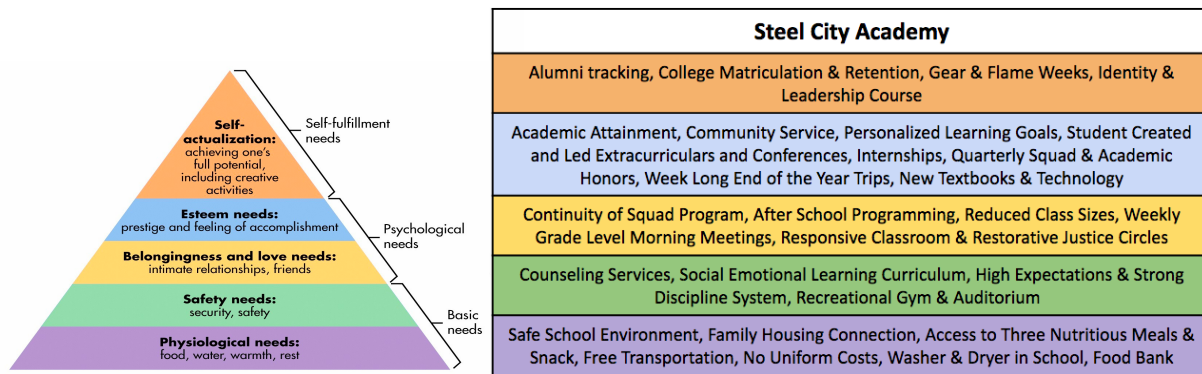 Self-
actualization:
achieving one's
full potential,
including creative
activities
Esteem needs:
prestige and feeling of accomplishment
Belongingness and love needs:
intimate relationships, friends
Safety needs:
security, safety
Physiological needs:
food, water, warmth, rest
Self-fulfillment
needs
Psychological
needs
Basic
needs
Steel City Academy
Alumni tracking, College Matriculation & Retention, Gear & Flame Weeks, Identity &
Leadership Course
Academic Attainment, Community Service, Personalized Learning Goals, Student Created
and Led Extracurriculars and Conferences, Internships, Quarterly Squad & Academic
Honors, Week Long End of the Year Trips, New Textbooks & Technology
Continuity of Squad Program, After School Programming, Reduced Class Sizes, Weekly
Grade Level Morning Meetings, Responsive Classroom & Restorative Justice Circles
Counseling Services, Social Emotional Learning Curriculum, High Expectations & Strong
Discipline System, Recreational Gym & Auditorium
Safe School Environment, Family Housing Connection, Access to Three Nutritious Meals &
Snack, Free Transportation, No Uniform Costs, Washer & Dryer in School, Food Bank